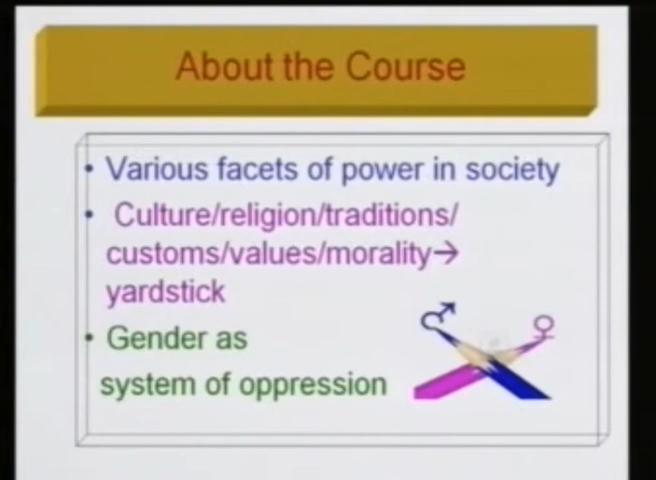 About the Course
• Various facets of power in society
• Culture/religion/traditions/
customs/values/morality→
yardstick
• Gender as
system of oppression